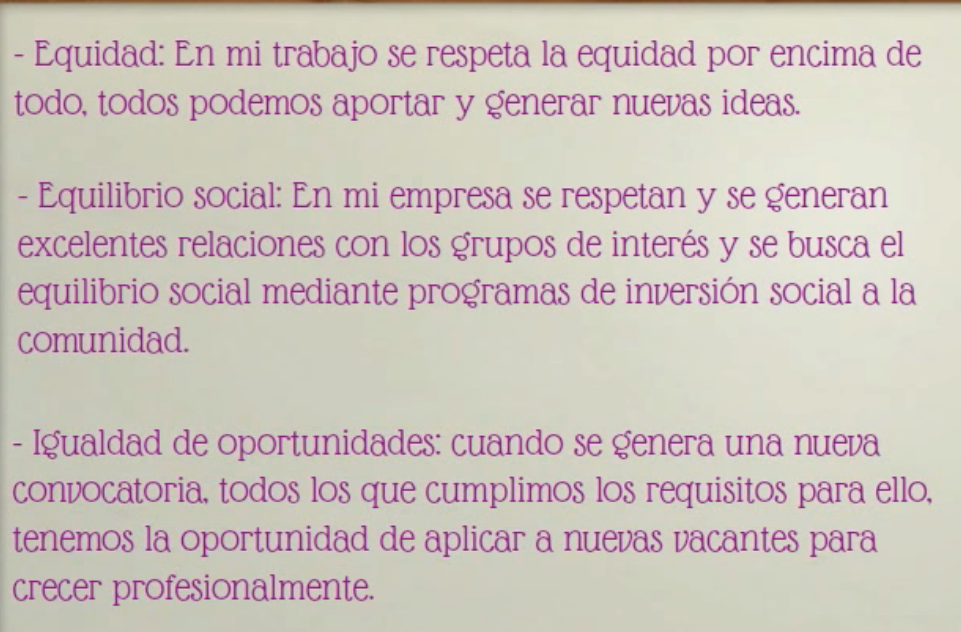 - Equidad: En mi trabajo se respeta la equidad por encima de
todo, todos podemos aportar y generar nuevas ideas.
- Equilibrio social: En mi empresa se respetan y se generan
excelentes relaciones con los grupos de interés y se busca el
equilibrio social mediante programas de inversión social a la
comunidad.
- Igualdad de oportunidades: cuando se genera una nueva
convocatoria, todos los que cumplimos los requisitos para ello,
tenemos la oportunidad de aplicar a nuevas vacantes para
crecer profesionalmente.